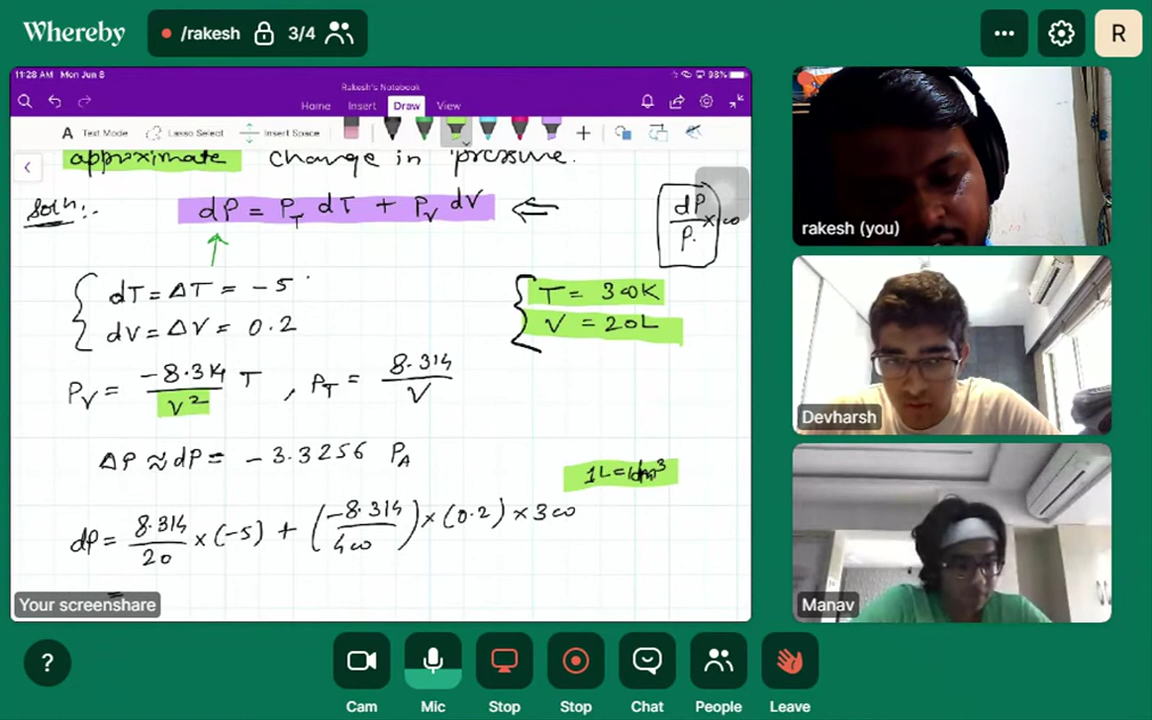 Whereby
/rakesh 3/4
R
11:28 AM Mon Jun 8
98%
Rakesh's Notebook
Home Insert Draw View
Text Mode Lasso Select Insert Space
approximate change in pressure.
Soln:.
dP = P_T dT + P_V dV
dP/P. × 100
{ dT = ΔT = -5
dV = ΔV = 0.2
{ T = 300K
V = 20L
P_V = -8.314/V² T , P_T = 8.314/V
ΔP ≈ dP = - 3.3256 PA
1L = 1dm³
dP = 8.314/20 × (-5) + (-8.314/400) × (0.2) × 300
=
Your screenshare
rakesh (you)
Devharsh
Manav
?
Cam
Mic
Stop
Stop
Chat
People
Leave